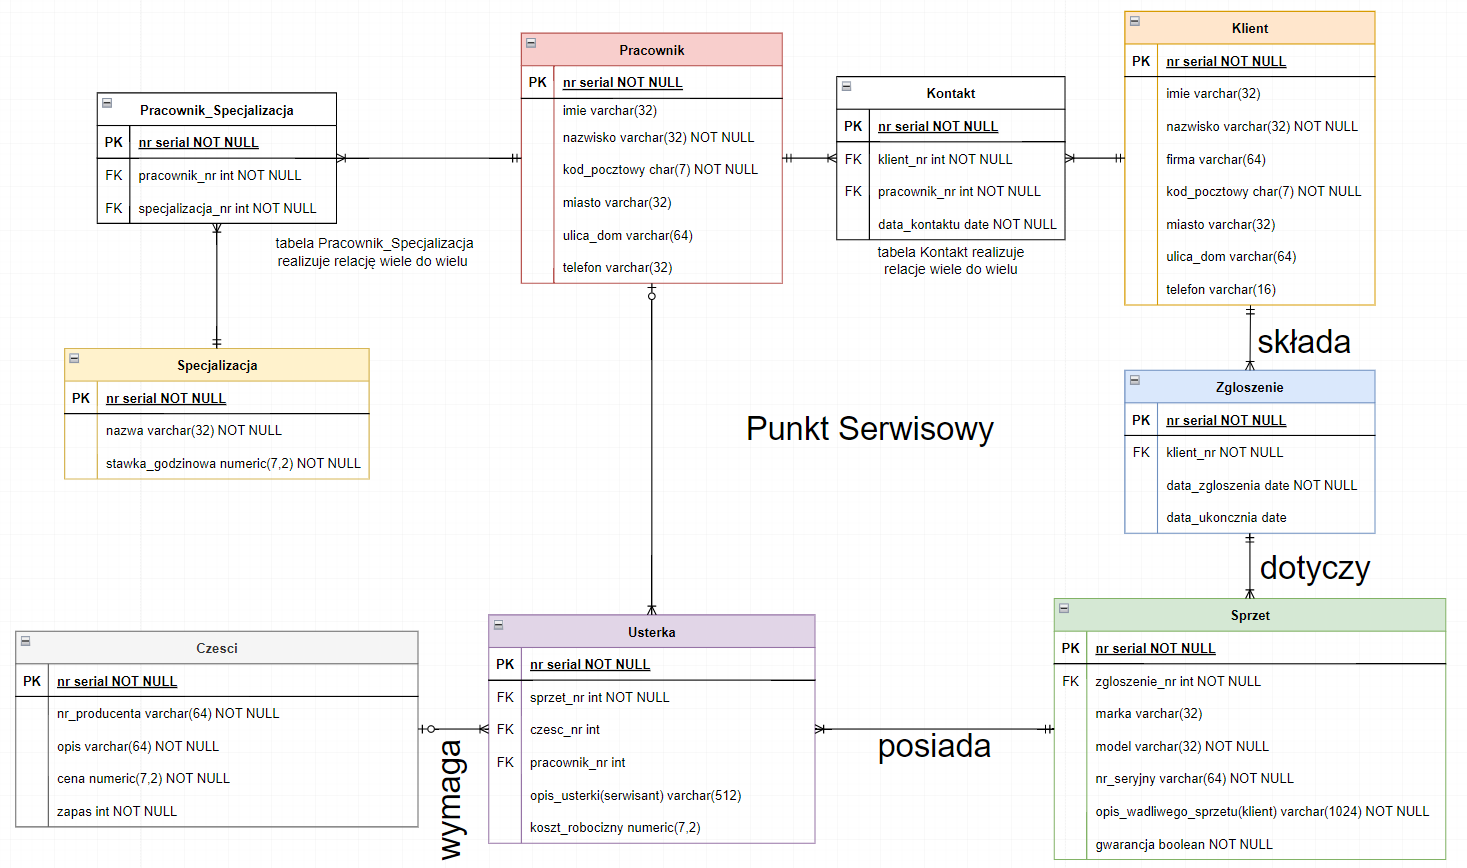 Pracownik_Specjalizacja
PK nr serial NOT NULL
FK pracownik_nr int NOT NULL
FK specjalizacja_nr int NOT NULL
tabela Pracownik_Specjalizacja
realizuje relację wiele do wielu
Pracownik
PK nr serial NOT NULL
imie varchar(32)
nazwisko varchar(32) NOT NULL
kod_pocztowy char(7) NOT NULL
miasto varchar(32)
ulica_dom varchar(64)
telefon varchar(32)
Kontakt
PK nr serial NOT NULL
FK klient_nr int NOT NULL
FK pracownik_nr int NOT NULL
data_kontaktu date NOT NULL
tabela Kontakt realizuje
relacje wiele do wielu
Klient
PK nr serial NOT NULL
imie varchar(32)
nazwisko varchar(32) NOT NULL
firma varchar(64)
kod_pocztowy char(7) NOT NULL
miasto varchar(32)
ulica_dom varchar(64)
telefon varchar(16)
składa
Specjalizacja
PK nr serial NOT NULL
nazwa varchar(32) NOT NULL
stawka_godzinowa numeric(7,2) NOT NULL
Punkt Serwisowy
Zgloszenie
PK nr serial NOT NULL
FK klient_nr NOT NULL
data_zgloszenia date NOT NULL
data_ukoncznia date
dotyczy
Czesci
PK nr serial NOT NULL
nr_producenta varchar(64) NOT NULL
opis varchar(64) NOT NULL
cena numeric(7,2) NOT NULL
zapas int NOT NULL
wymaga
Usterka
PK nr serial NOT NULL
FK sprzet_nr int NOT NULL
FK czesc_nr int
FK pracownik_nr int
opis_usterki(serwisant) varchar(512)
koszt_robocizny numeric(7,2)
posiada
Sprzet
PK nr serial NOT NULL
FK zgloszenie_nr int NOT NULL
marka varchar(32)
model varchar(32) NOT NULL
nr_seryjny varchar(64) NOT NULL
opis_wadliwego_sprzetu(klient) varchar(1024) NOT NULL
gwarancja boolean NOT NULL